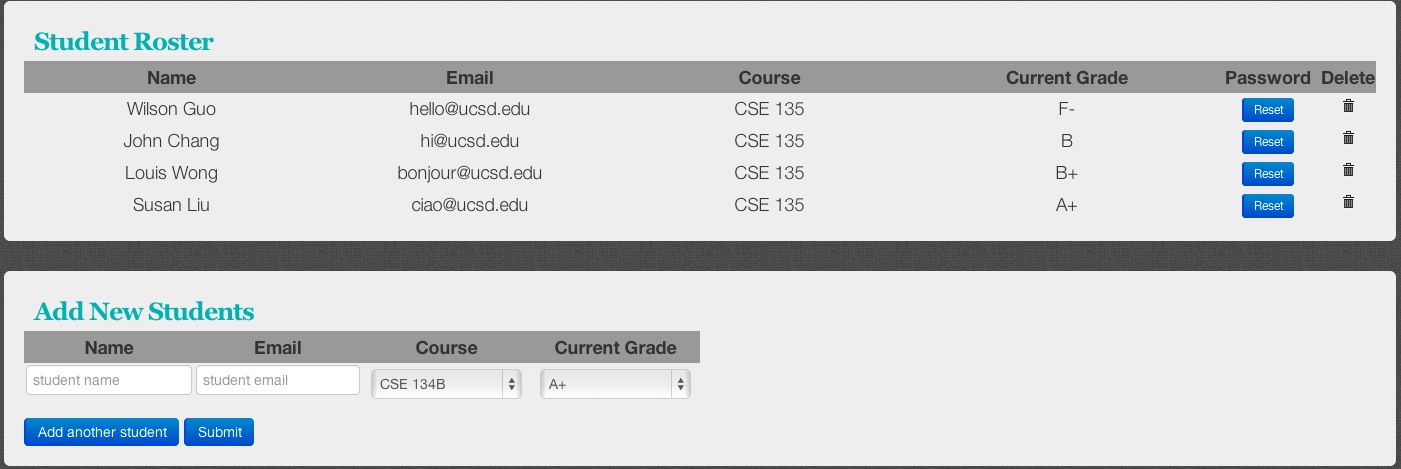 Student Roster
Name Email Course Current Grade Password Delete
Wilson Guo hello@ucsd.edu CSE 135 F- Reset
John Chang hi@ucsd.edu CSE 135 B Reset
Louis Wong bonjour@ucsd.edu CSE 135 B+ Reset
Susan Liu ciao@ucsd.edu CSE 135 A+ Reset
Add New Students
Name Email Course Current Grade
student name student email CSE 134B A+
Add another student Submit